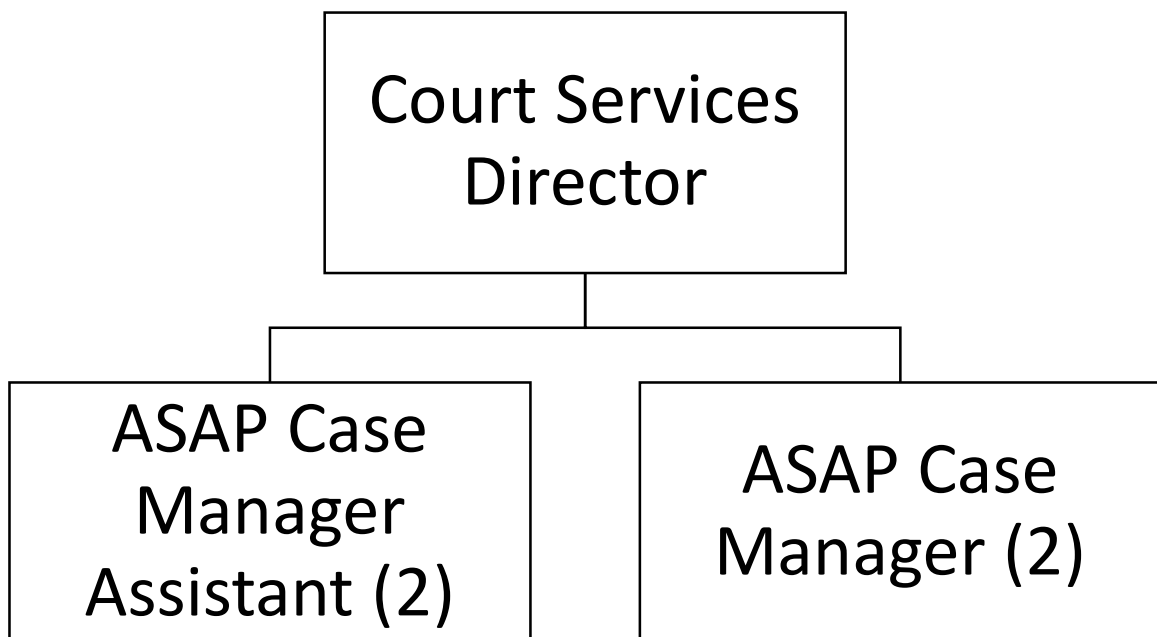 Court Services
Director
ASAP Case
Manager
Assistant (2)
ASAP Case
Manager (2)